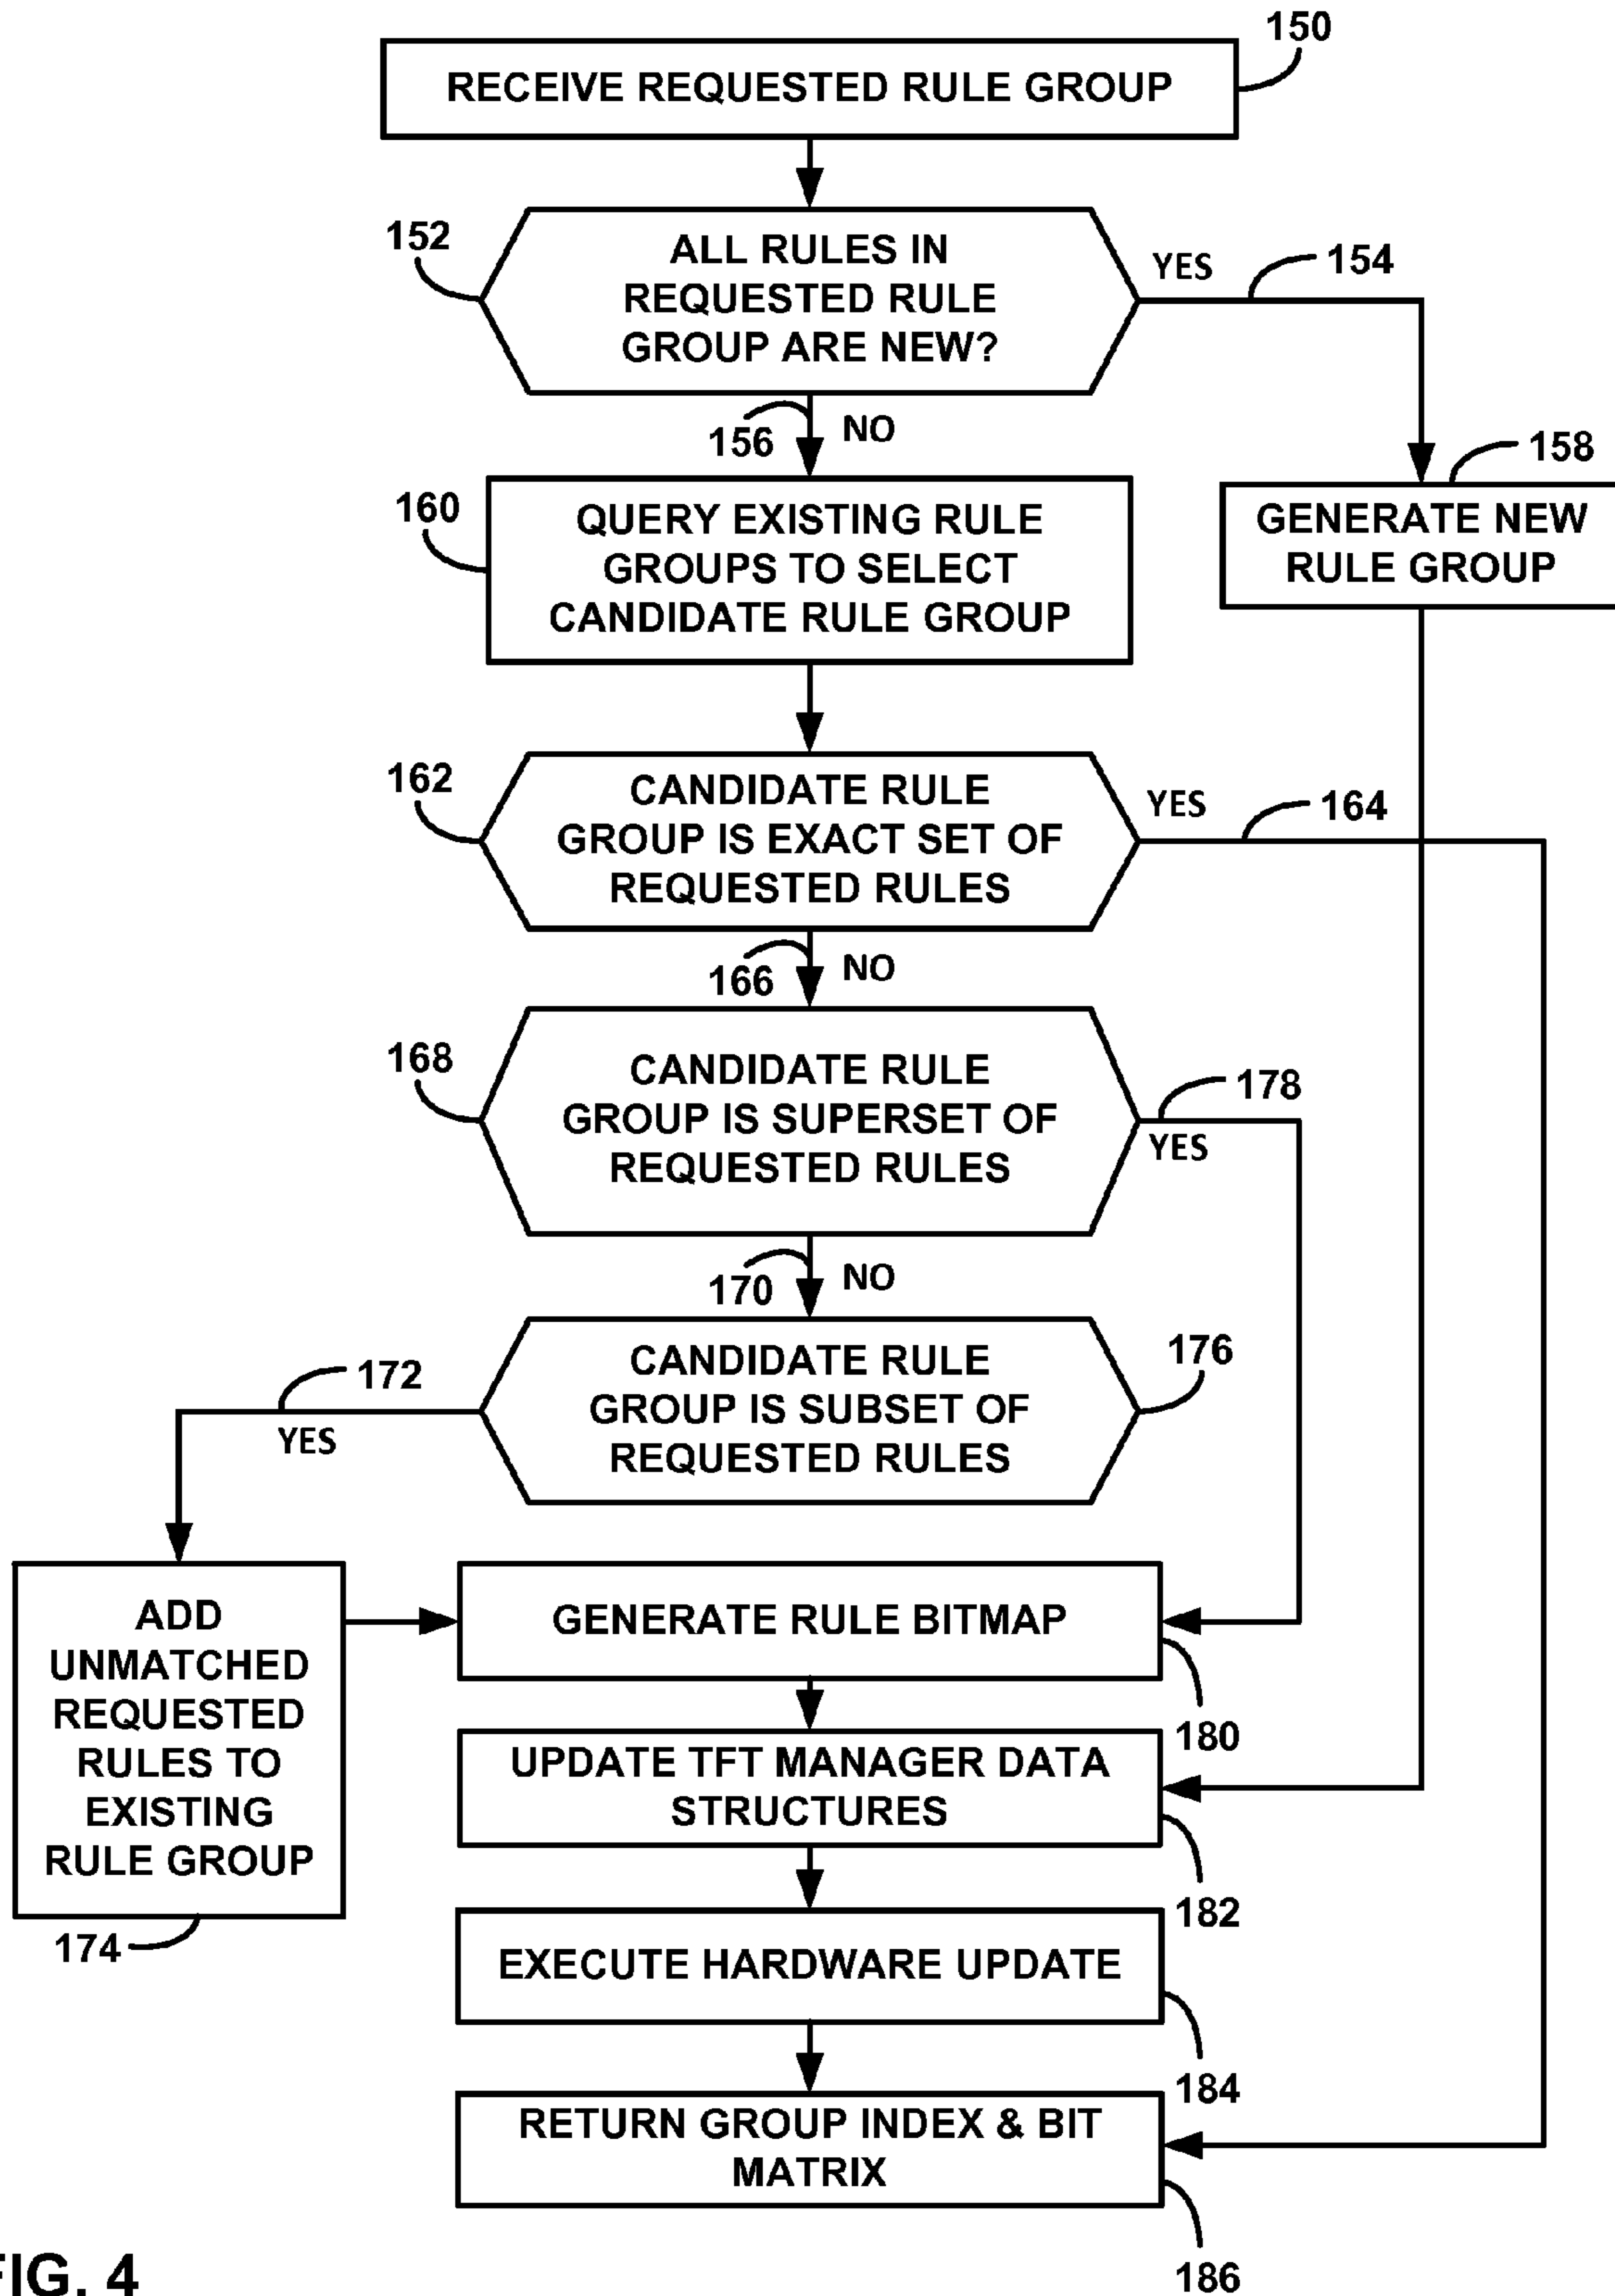 150
RECEIVE REQUESTED RULE GROUP
152
ALL RULES IN
REQUESTED RULE
GROUP ARE NEW?
YES
154
156
NO
158
GENERATE NEW
RULE GROUP
160
QUERY EXISTING RULE
GROUPS TO SELECT
CANDIDATE RULE GROUP
162
CANDIDATE RULE
GROUP IS EXACT SET OF
REQUESTED RULES
YES
164
166
NO
168
CANDIDATE RULE
GROUP IS SUPERSET OF
REQUESTED RULES
178
YES
170
NO
172
YES
CANDIDATE RULE
GROUP IS SUBSET OF
REQUESTED RULES
176
ADD
UNMATCHED
REQUESTED
RULES TO
EXISTING
RULE GROUP
174
GENERATE RULE BITMAP
180
UPDATE TFT MANAGER DATA
STRUCTURES
182
EXECUTE HARDWARE UPDATE
184
RETURN GROUP INDEX & BIT
MATRIX
186
FIG. 4